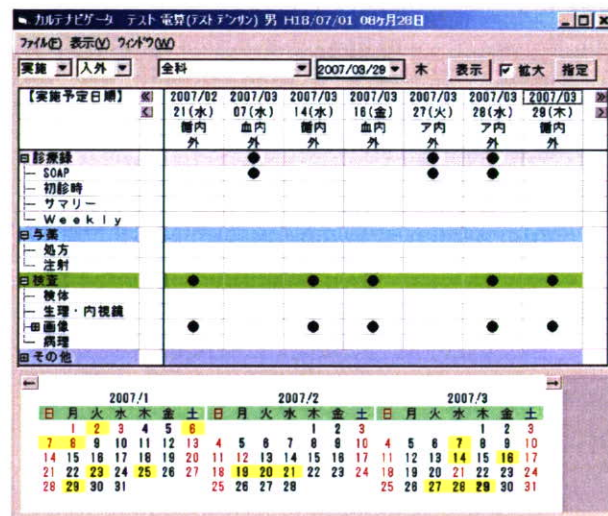 カルテナビゲータ テスト 電算(テスト デンサン) 男 H18/07/01 08ヶ月28日
ファイル(F) 表示(V) ウィンドウ(W)
実施 入外 全科 2007/03/29 木 表示 拡大 指定
【実施予定日順】 2007/02 2007/03 2007/03 2007/03 2007/03 2007/03 2007/03
21(水) 07(水) 14(水) 16(金) 27(火) 28(水) 29(木)
循内 血内 循内 血内 ア内 ア内 循内
外 外 外 外 外 外 外
診療録
SOAP
初診時
サマリー
Weekly
与薬
処方
注射
検査
検体
生理・内視鏡
画像
病理
その他
2007/1 2007/2 2007/3
日 月 火 水 木 金 土 日 月 火 水 木 金 土 日 月 火 水 木 金 土
1 2 3 4 5 6 1 2 3 1 2 3
7 8 9 10 11 12 13 4 5 6 7 8 9 10 4 5 6 7 8 9 10
14 15 16 17 18 19 20 11 12 13 14 15 16 17 11 12 13 14 15 16 17
21 22 23 24 25 26 27 18 19 20 21 22 23 24 18 19 20 21 22 23 24
28 29 30 31 25 26 27 28 25 26 27 28 29 30 31